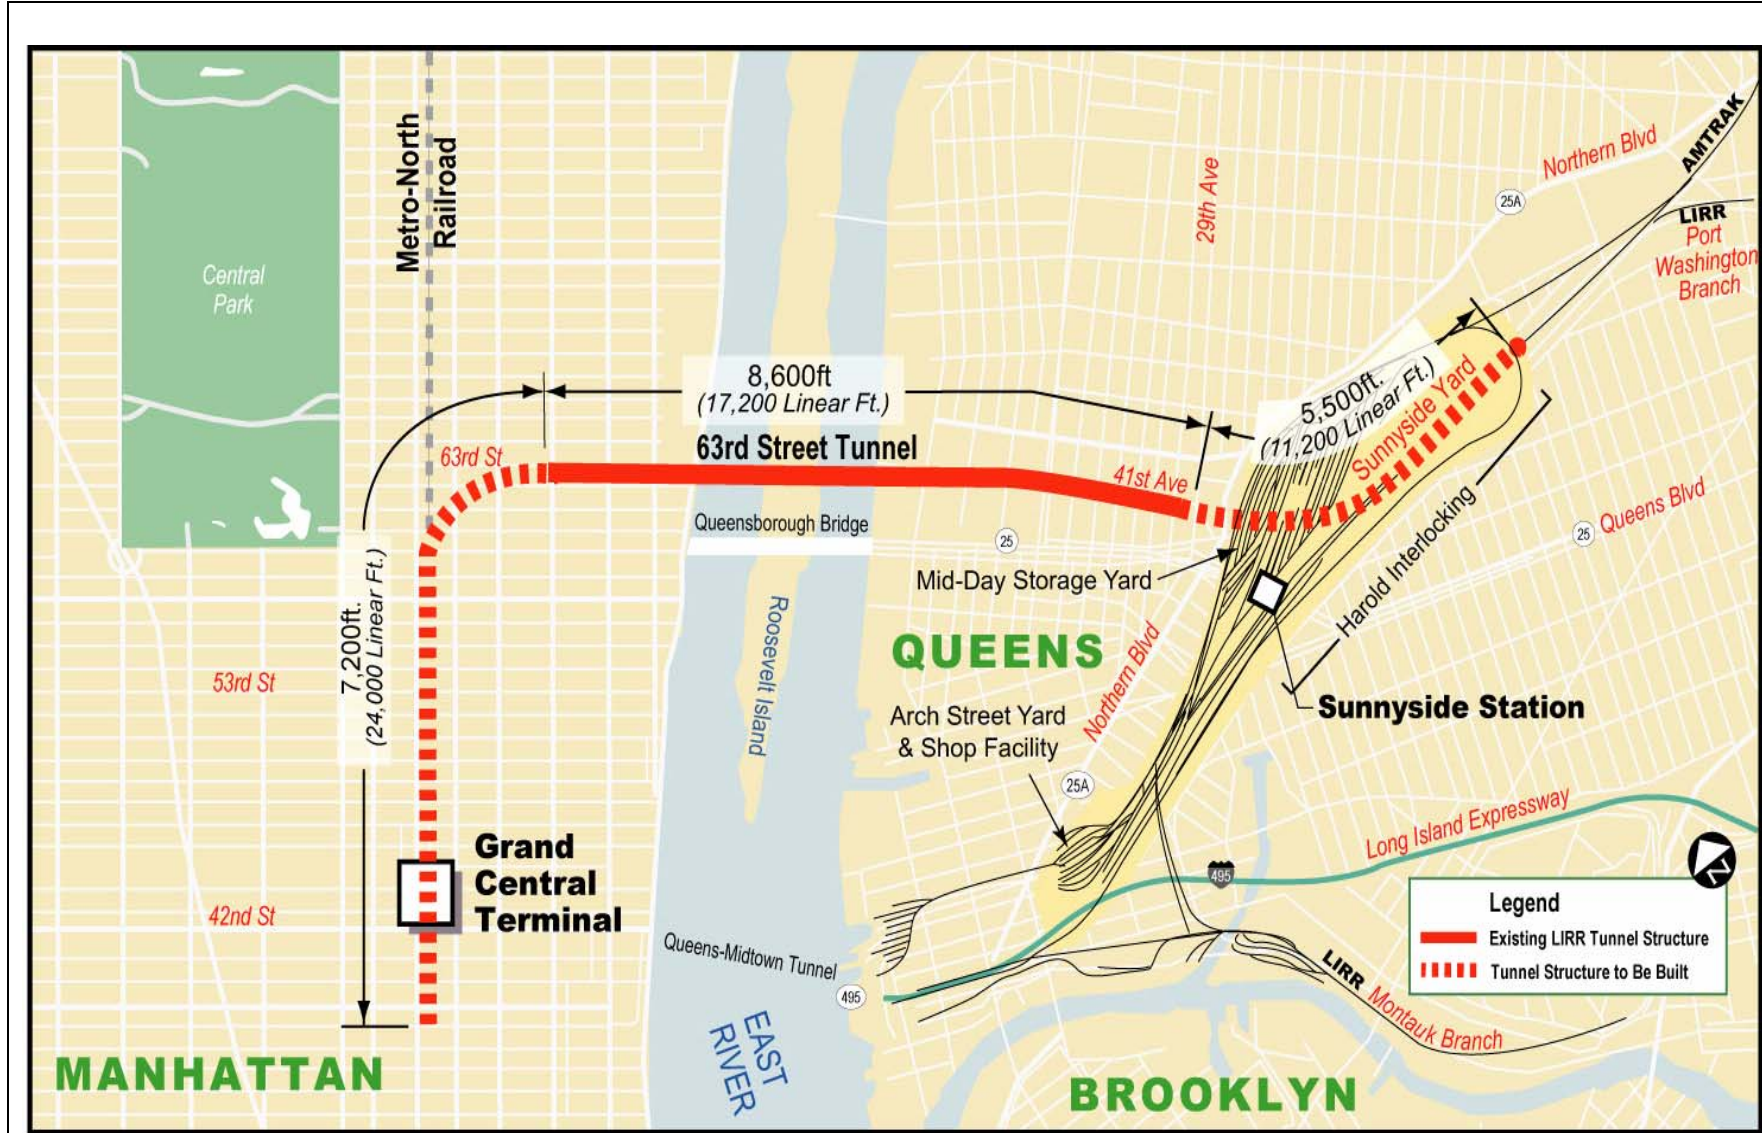 Metro-North
Railroad
Central
Park
29th Ave
Northern Blvd
25A
AMTRAK
LIRR
Port
Washington
Branch
8,600ft
(17,200 Linear Ft.)
63rd Street Tunnel
63rd St
41st Ave
5,500ft.
(11,200 Linear Ft.)
Sunnyside Yard
Queensborough Bridge
25
25
Queens Blvd
Mid-Day Storage Yard
Harold Interlocking
7,200ft.
(24,000 Linear Ft.)
53rd St
Roosevelt Island
QUEENS
Northern Blvd
Sunnyside Station
Arch Street Yard
& Shop Facility
25A
Long Island Expressway
495
Grand
Central
Terminal
42nd St
Queens-Midtown Tunnel
495
LIRR
Montauk Branch
N
Legend
Existing LIRR Tunnel Structure
Tunnel Structure to Be Built
EAST
RIVER
MANHATTAN
BROOKLYN